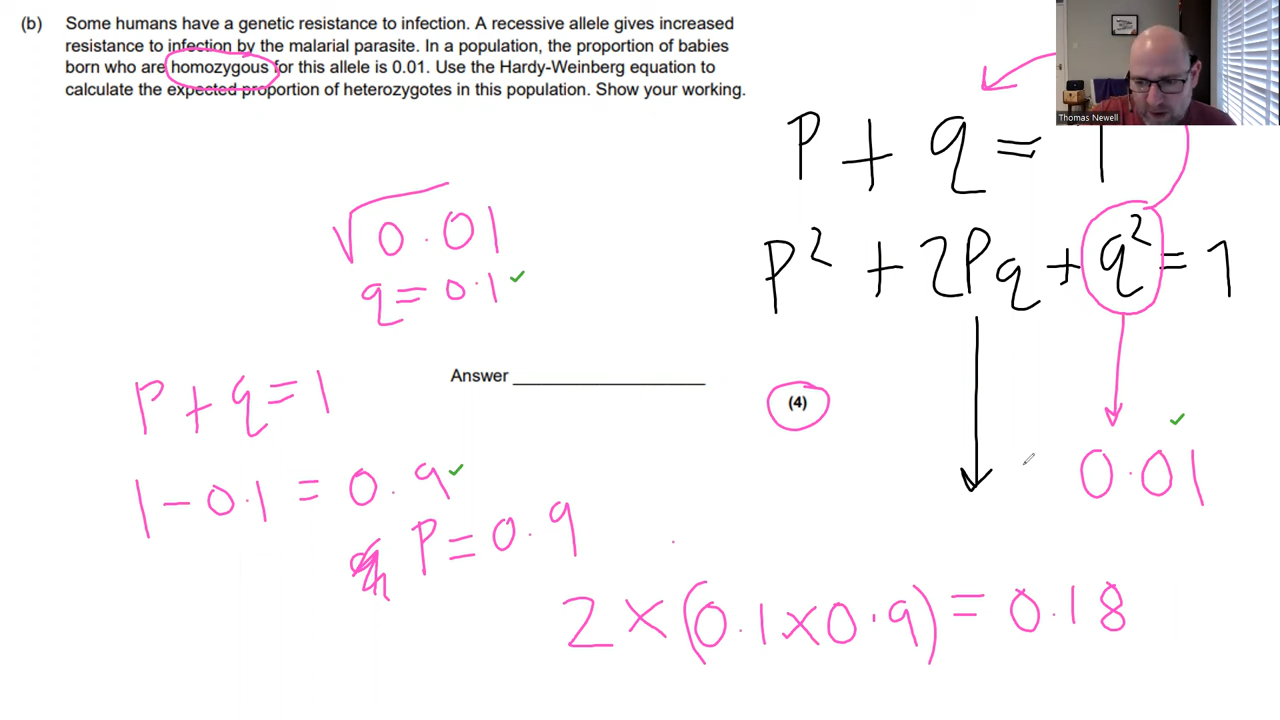 (b) Some humans have a genetic resistance to infection. A recessive allele gives increased
resistance to infection by the malarial parasite. In a population, the proportion of babies
born who are homozygous for this allele is 0.01. Use the Hardy-Weinberg equation to
calculate the expected proportion of heterozygotes in this population. Show your working.
Thomas Newell
P + q = 1
P² + 2Pq + q² = 1
√0.01
q = 0.1 ✓
Answer ____________________
(4)
P + q = 1
1 - 0.1 = 0.9 ✓
P = 0.9
✓
0.01
2 × (0.1 × 0.9) = 0.18